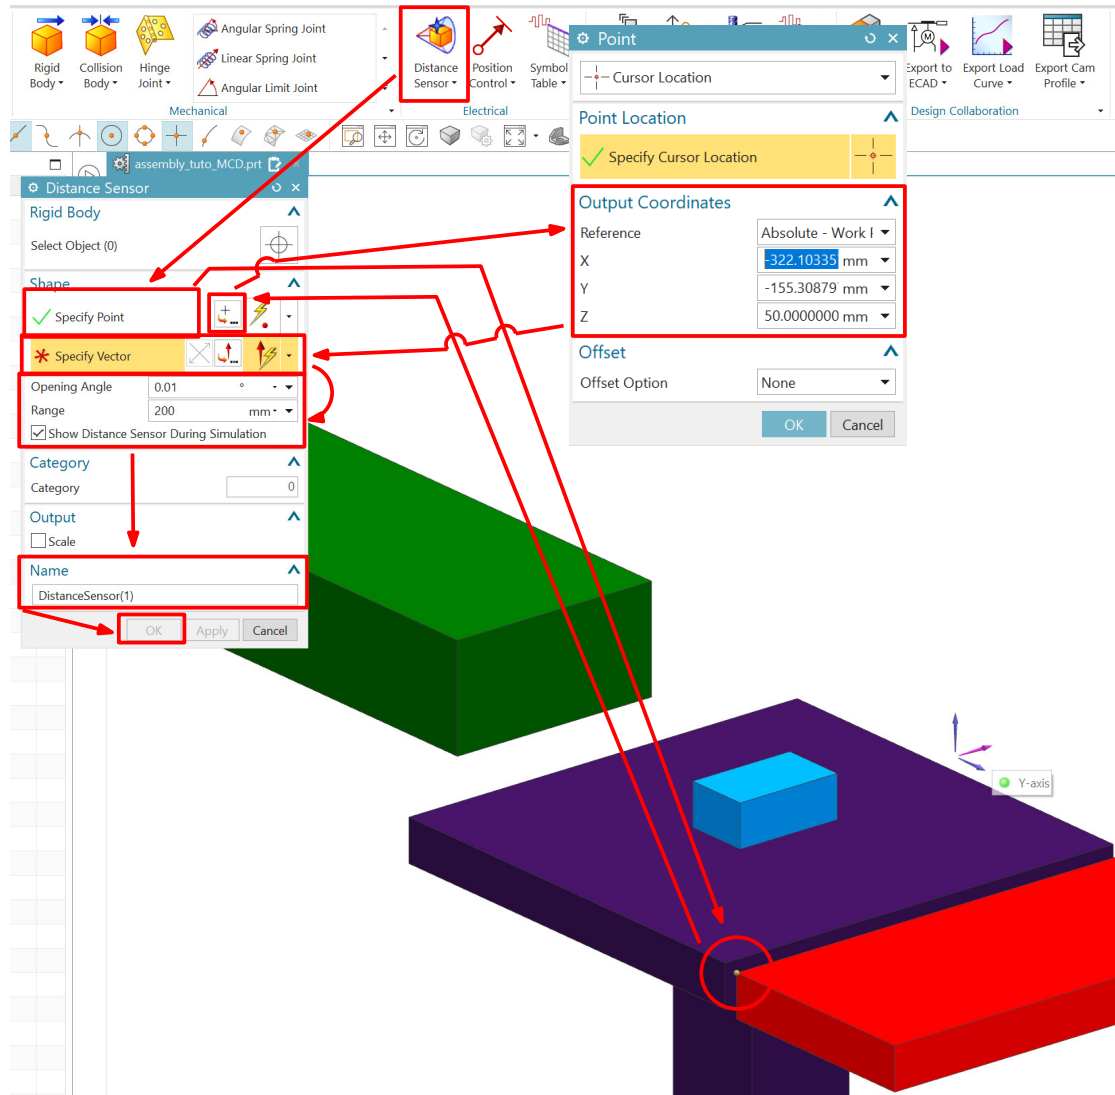 Rigid Body
Collision Body
Hinge Joint
Angular Spring Joint
Linear Spring Joint
Angular Limit Joint
Mechanical
Distance Sensor
Position Control
Symbol Table
Electrical
Export to ECAD
Export Load Curve
Export Cam Profile
Design Collaboration
assembly_tuto_MCD.prt
Distance Sensor
Rigid Body
Select Object (0)
Shape
Specify Point
Specify Vector
Opening Angle 0.01 °
Range 200 mm
Show Distance Sensor During Simulation
Category
Category 0
Output
Scale
Name
DistanceSensor(1)
OK Apply Cancel
Point
Cursor Location
Point Location
Specify Cursor Location
Output Coordinates
Reference Absolute - Work
X -322.10335 mm
Y -155.30879 mm
Z 50.0000000 mm
Offset
Offset Option None
OK Cancel
Y-axis